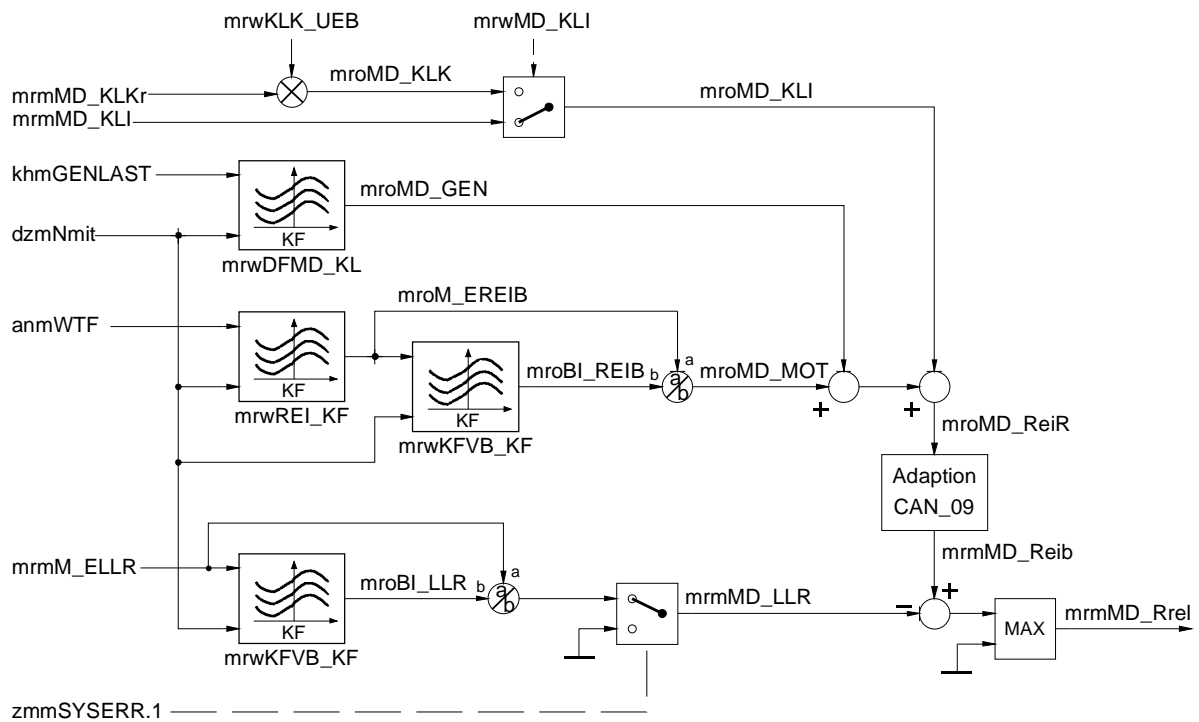 mrwKLK_UEB
mrwMD_KLI
mroMD_KLK
mrmMD_KLKr
mroMD_KLI
mrmMD_KLI
khmGENLAST
mroMD_GEN
dzmNmit
KF
mrwDFMD_KL
mroM_EREIB
anmWTF
a
mroBI_REIB
b
a/b
mroMD_MOT
KF
KF
+
+
mrwREI_KF
mroMD_ReiR
mrwKFVB_KF
Adaption
CAN_09
mrmMD_Reib
mrmM_ELLR
a
mroBI_LLR
b
a/b
+
mrmMD_LLR
–
mrmMD_Rrel
MAX
KF
mrwKFVB_KF
zmmSYSERR.1